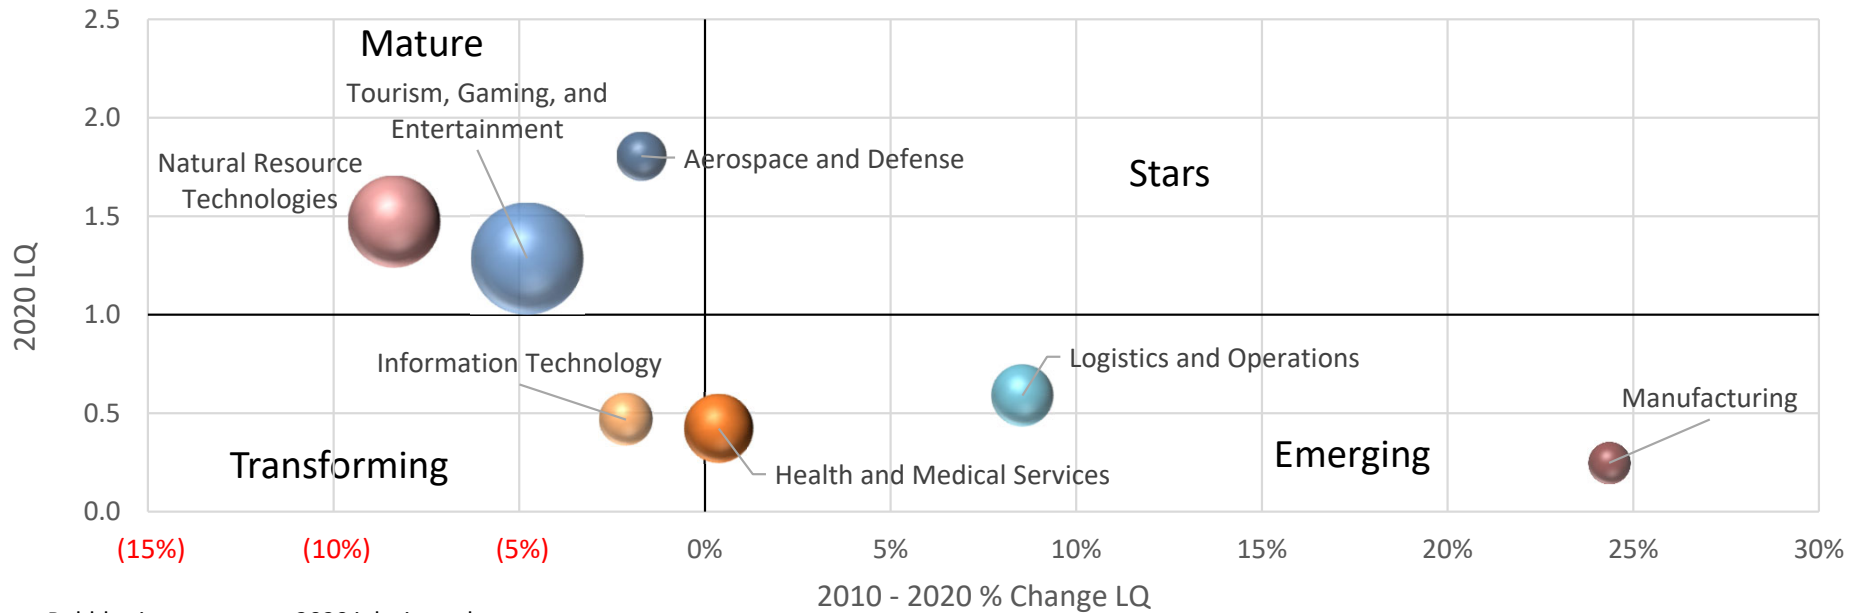 2.5
Mature
Tourism, Gaming, and
Entertainment
2.0
Natural Resource
Technologies
Aerospace and Defense
Stars
1.5
2020 LQ
1.0
Information Technology
Logistics and Operations
Manufacturing
0.5
Transforming
Health and Medical Services
Emerging
0.0
(15%) (10%) (5%) 0% 5% 10% 15% 20% 25% 30%
2010 - 2020 % Change LQ